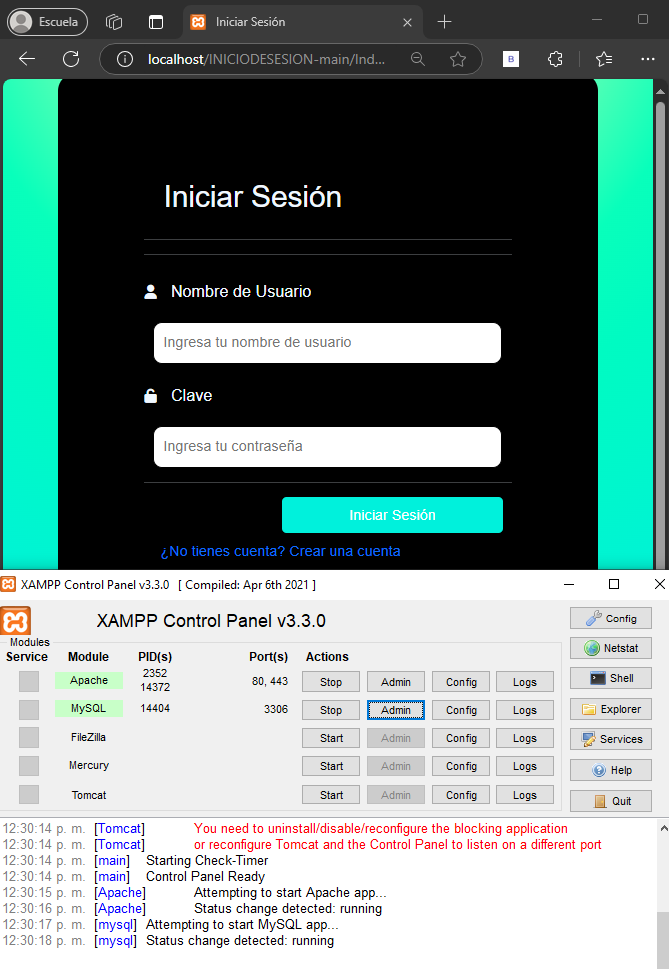 Escuela
Iniciar Sesión
localhost/INICIODESESION-main/Ind...
B
Iniciar Sesión
Nombre de Usuario
Ingresa tu nombre de usuario
Clave
Ingresa tu contraseña
Iniciar Sesión
¿No tienes cuenta? Crear una cuenta
XAMPP Control Panel v3.3.0 [ Compiled: Apr 6th 2021 ]
XAMPP Control Panel v3.3.0
Config
Modules
Service Module PID(s) Port(s) Actions
Netstat
Apache 2352 14372 80, 443 Stop Admin Config Logs
Shell
MySQL 14404 3306 Stop Admin Config Logs
Explorer
FileZilla Start Admin Config Logs
Services
Mercury Start Admin Config Logs
Help
Tomcat Start Admin Config Logs
Quit
12:30:14 p. m. [Tomcat] You need to uninstall/disable/reconfigure the blocking application
12:30:14 p. m. [Tomcat] or reconfigure Tomcat and the Control Panel to listen on a different port
12:30:14 p. m. [main] Starting Check-Timer
12:30:14 p. m. [main] Control Panel Ready
12:30:15 p. m. [Apache] Attempting to start Apache app...
12:30:16 p. m. [Apache] Status change detected: running
12:30:17 p. m. [mysql] Attempting to start MySQL app...
12:30:18 p. m. [mysql] Status change detected: running